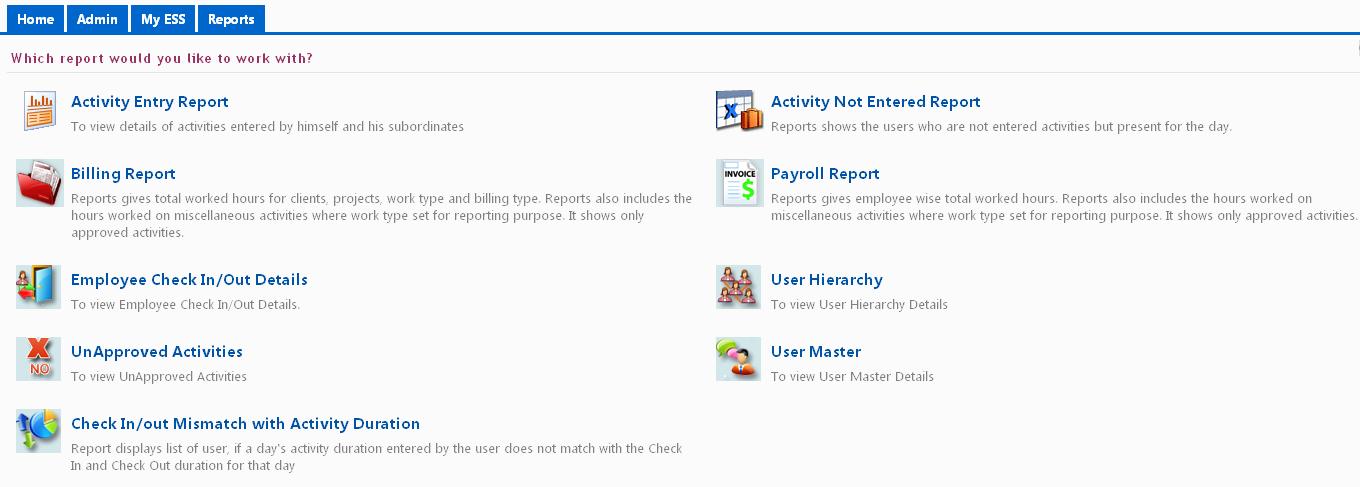 Home Admin My ESS Reports
Which report would you like to work with?
Activity Entry Report
To view details of activities entered by himself and his subordinates
Activity Not Entered Report
Reports shows the users who are not entered activities but present for the day.
Billing Report
Reports gives total worked hours for clients, projects, work type and billing type. Reports also includes the
hours worked on miscellaneous activities where work type set for reporting purpose. It shows only
approved activities.
INVOICE
$
Payroll Report
Reports gives employee wise total worked hours. Reports also includes the hours worked on
miscellaneous activities where work type set for reporting purpose. It shows only approved activities.
Employee Check In/Out Details
To view Employee Check In/Out Details.
User Hierarchy
To view User Hierarchy Details
X
NO
UnApproved Activities
To view UnApproved Activities
User Master
To view User Master Details
Check In/out Mismatch with Activity Duration
Report displays list of user, if a day's activity duration entered by the user does not match with the Check
In and Check Out duration for that day